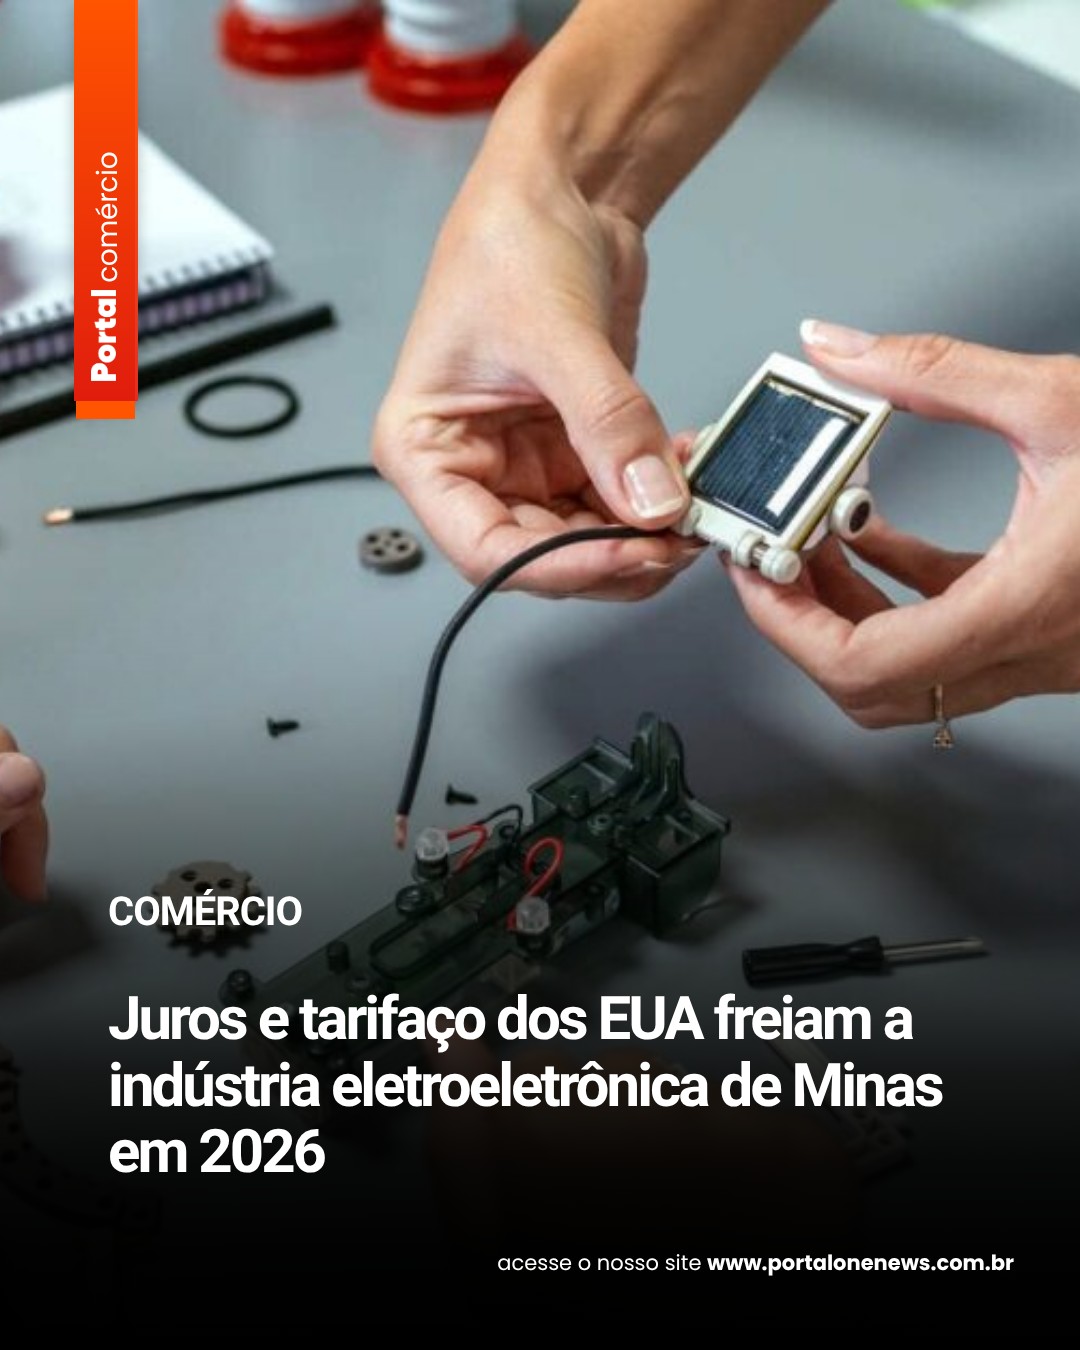 Portal comércio
COMÉRCIO
Juros e tarifaço dos EUA freiam a
indústria eletroeletrônica de Minas
em 2026
acesse o nosso site www.portalonenews.com.br